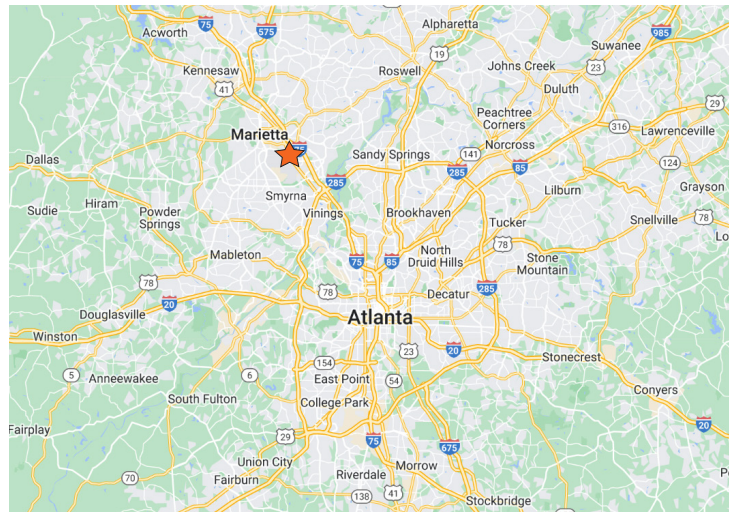 Alpharetta
Acworth
75
575
985
Suwanee
19
Kennesaw
Roswell
Johns Creek
23
41
Duluth
29
Peachtree
Corners
316
Marietta
75
Norcross
Lawrenceville
Dallas
Sandy Springs
141
85
124
285
285
Grayson
Smyrna
Lilburn
Hiram
Sudie
Powder
Springs
Vinings
Brookhaven
Tucker
Snellville
78
Lo
Mableton
North
Druid Hills
78
75
85
Stone
Mountain
78
78
285
Decatur
20
Douglasville
Atlanta
Winston
20
23
Stonecrest
154
5
Anneewakee
6
East Point
54
Conyers
South Fulton
College Park
20
Fairplay
29
75
675
Union City
Morrow
70
Fairburn
Riverdale
P
138
41
Stockbridge